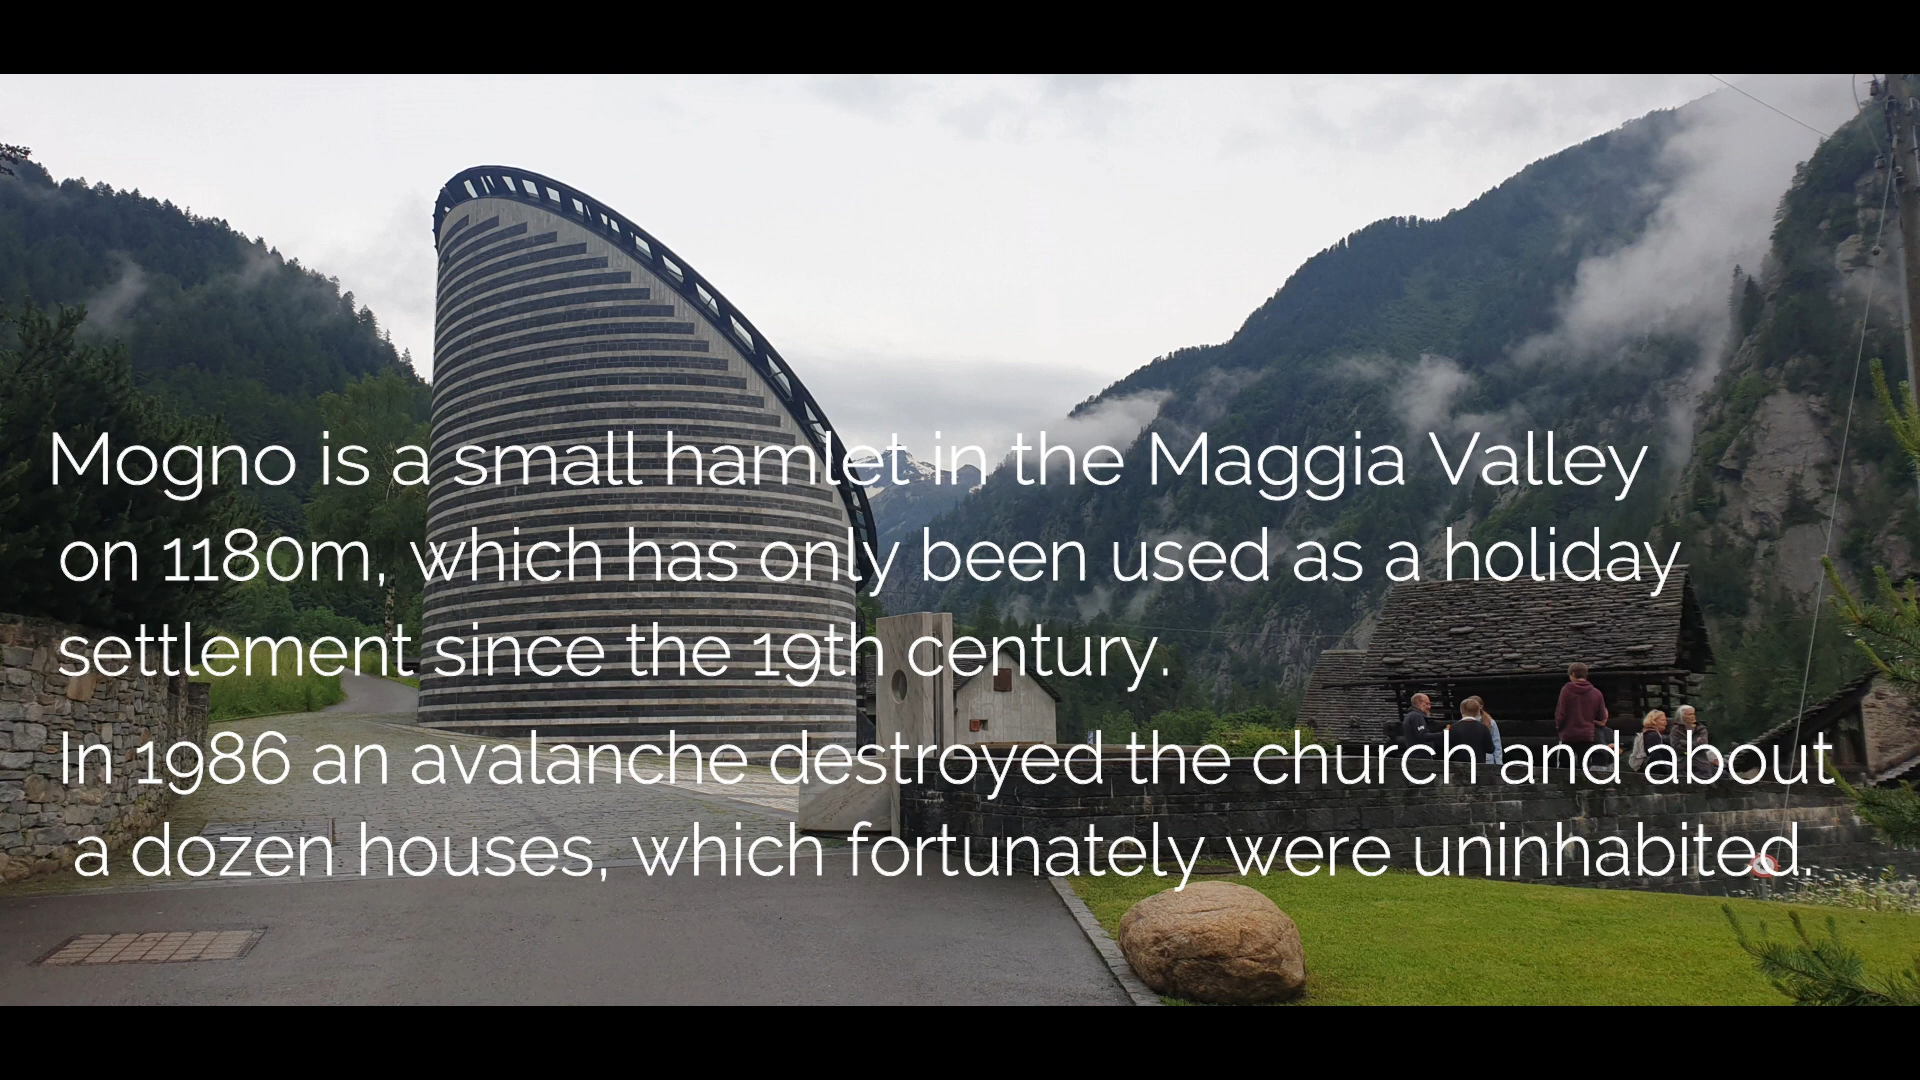 Mogno is a small hamlet in the Maggia Valley
on 1180m, which has only been used as a holiday
settlement since the 19th century.
In 1986 an avalanche destroyed the church and about
a dozen houses, which fortunately were uninhabited.